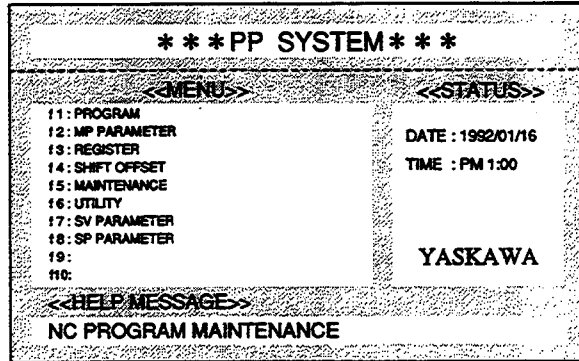 ***PP SYSTEM***
<<MENU>>
f1: PROGRAM
f2: MP PARAMETER
f3: REGISTER
f4: SHIFT OFFSET
f5: MAINTENANCE
f6: UTILITY
f7: SV PARAMETER
f8: SP PARAMETER
f9:
f10:
<<STATUS>>
DATE : 1992/01/16
TIME : PM 1:00
YASKAWA
<<HELP MESSAGE>>
NC PROGRAM MAINTENANCE